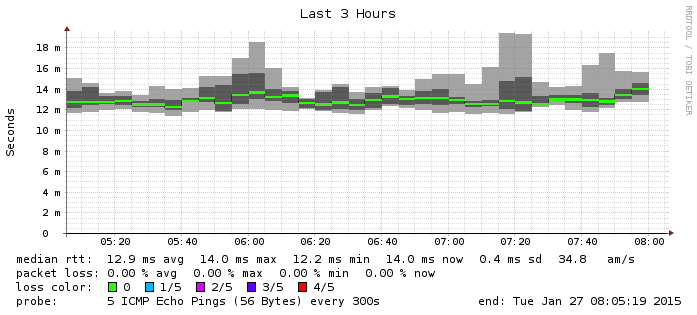 Last 3 Hours
RRDTOOL / TOBI OETIKER
Seconds
18 m
16 m
14 m
12 m
10 m
8 m
6 m
4 m
2 m
0
05:20 05:40 06:00 06:20 06:40 07:00 07:20 07:40 08:00
median rtt: 12.9 ms avg 14.0 ms max 12.2 ms min 14.0 ms now 0.4 ms sd 34.8 am/s
packet loss: 0.00 % avg 0.00 % max 0.00 % min 0.00 % now
loss color: 0 1/5 2/5 3/5 4/5
probe: 5 ICMP Echo Pings (56 Bytes) every 300s end: Tue Jan 27 08:05:19 2015